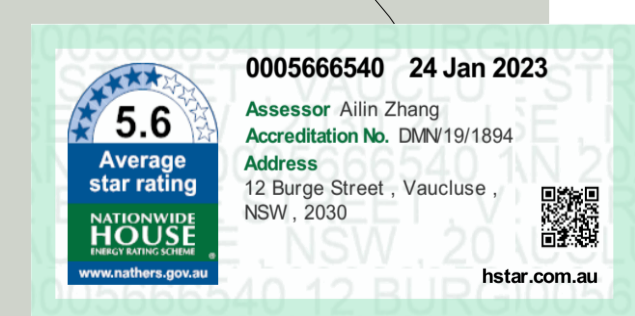 0005666540 24 Jan 2023
5.6
Average
star rating
NATIONWIDE
HOUSE
ENERGY RATING SCHEME
www.nathers.gov.au
Assessor Ailin Zhang
Accreditation No. DMN/19/1894
Address
12 Burge Street , Vaucluse ,
NSW , 2030
hstar.com.au